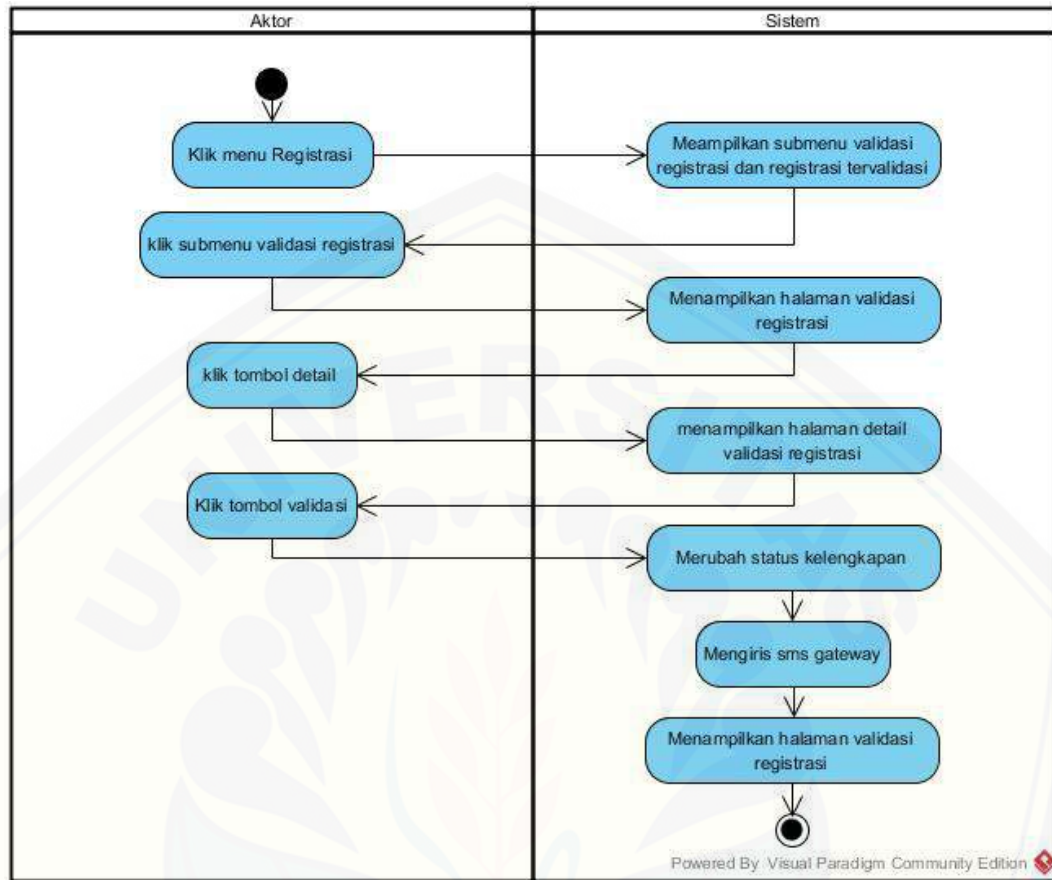 Aktor
Sistem
Klik menu Registrasi
Meampilkan submenu validasi
registrasi dan registrasi tervalidasi
klik submenu validasi registrasi
Menampilkan halaman validasi
registrasi
klik tombol detail
menampilkan halaman detail
validasi registrasi
Klik tombol validasi
Merubah status kelengkapan
Mengiris sms gateway
Menampilkan halaman validasi
registrasi
Powered By Visual Paradigm Community Edition
UNIVERSITAS